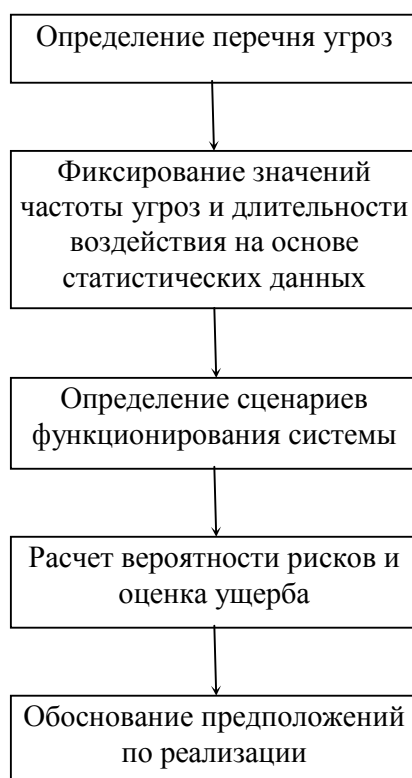 Определение перечня угроз
Фиксирование значений
частоты угроз и длительности
воздействия на основе
статистических данных
Определение сценариев
функционирования системы
Расчет вероятности рисков и
оценка ущерба
Обоснование предположений
по реализации